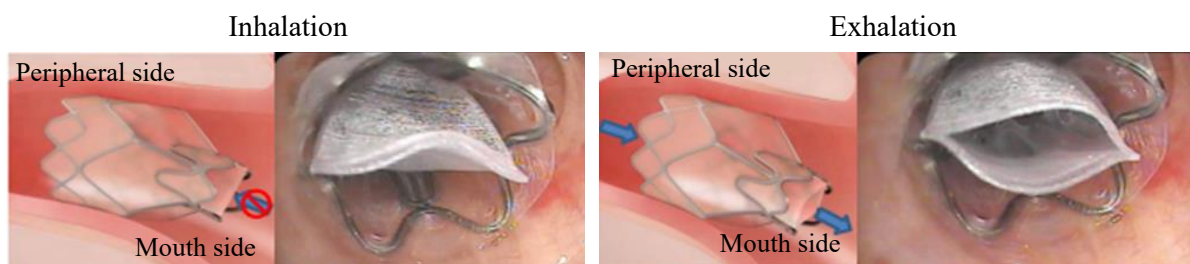 Inhalation
Exhalation
Peripheral side
Mouth side
Peripheral side
Mouth side